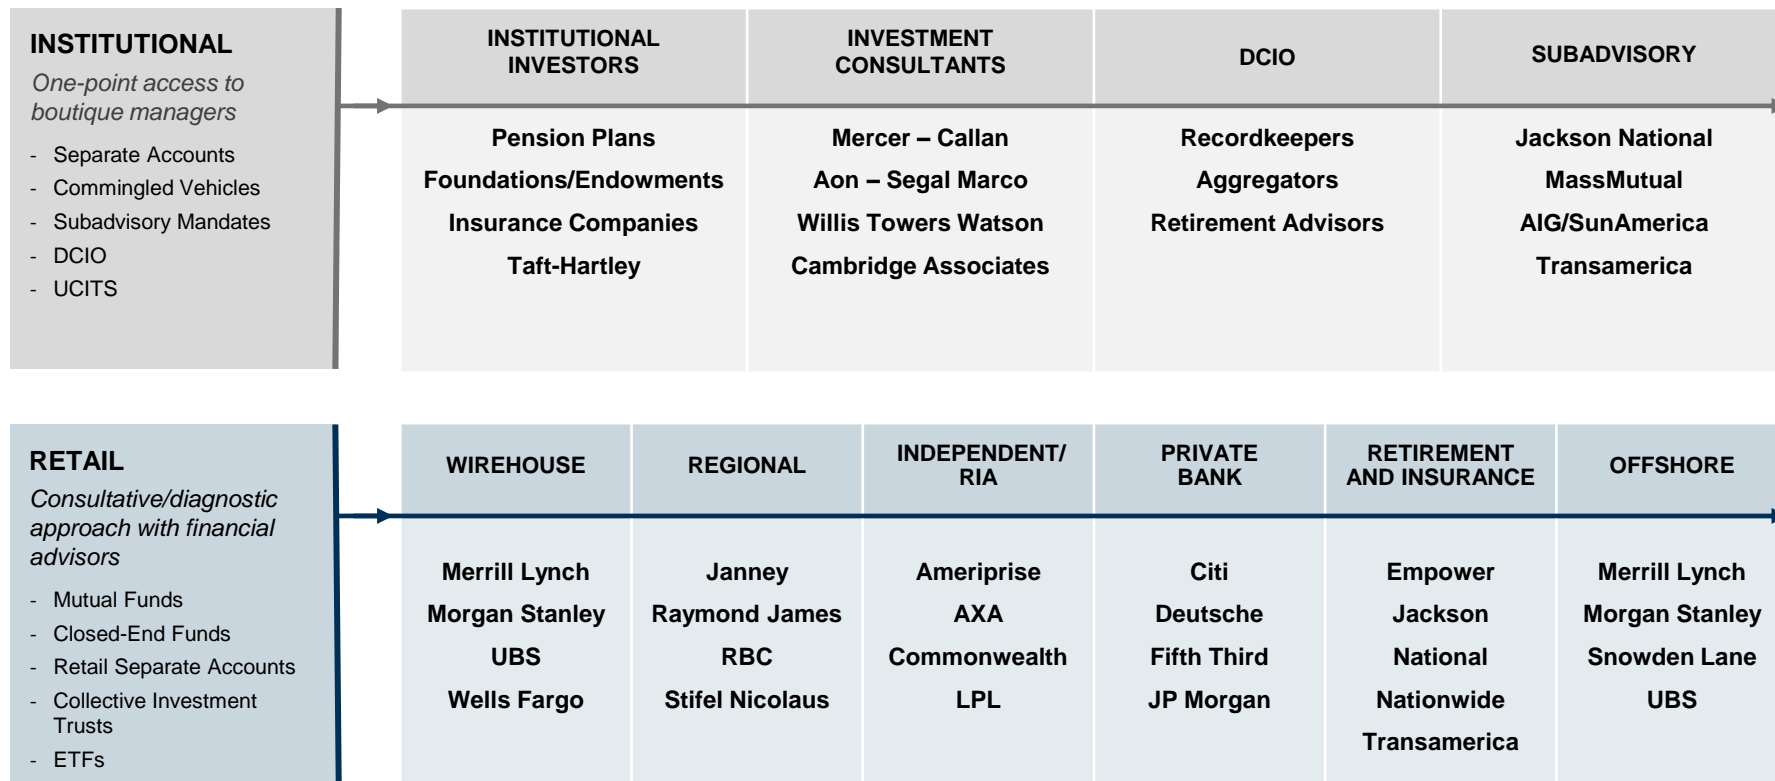 INSTITUTIONAL
One-point access to
boutique managers
- Separate Accounts
- Commingled Vehicles
- Subadvisory Mandates
- DCIO
- UCITS
INSTITUTIONAL
INVESTORS
Pension Plans
Foundations/Endowments
Insurance Companies
Taft-Hartley
INVESTMENT
CONSULTANTS
Mercer – Callan
Aon – Segal Marco
Willis Towers Watson
Cambridge Associates
DCIO
Recordkeepers
Aggregators
Retirement Advisors
SUBADVISORY
Jackson National
MassMutual
AIG/SunAmerica
Transamerica
RETAIL
Consultative/diagnostic
approach with financial
advisors
- Mutual Funds
- Closed-End Funds
- Retail Separate Accounts
- Collective Investment
Trusts
- ETFs
WIREHOUSE
Merrill Lynch
Morgan Stanley
UBS
Wells Fargo
REGIONAL
Janney
Raymond James
RBC
Stifel Nicolaus
INDEPENDENT/
RIA
Ameriprise
AXA
Commonwealth
LPL
PRIVATE
BANK
Citi
Deutsche
Fifth Third
JP Morgan
RETIREMENT
AND INSURANCE
Empower
Jackson
National
Nationwide
Transamerica
OFFSHORE
Merrill Lynch
Morgan Stanley
Snowden Lane
UBS